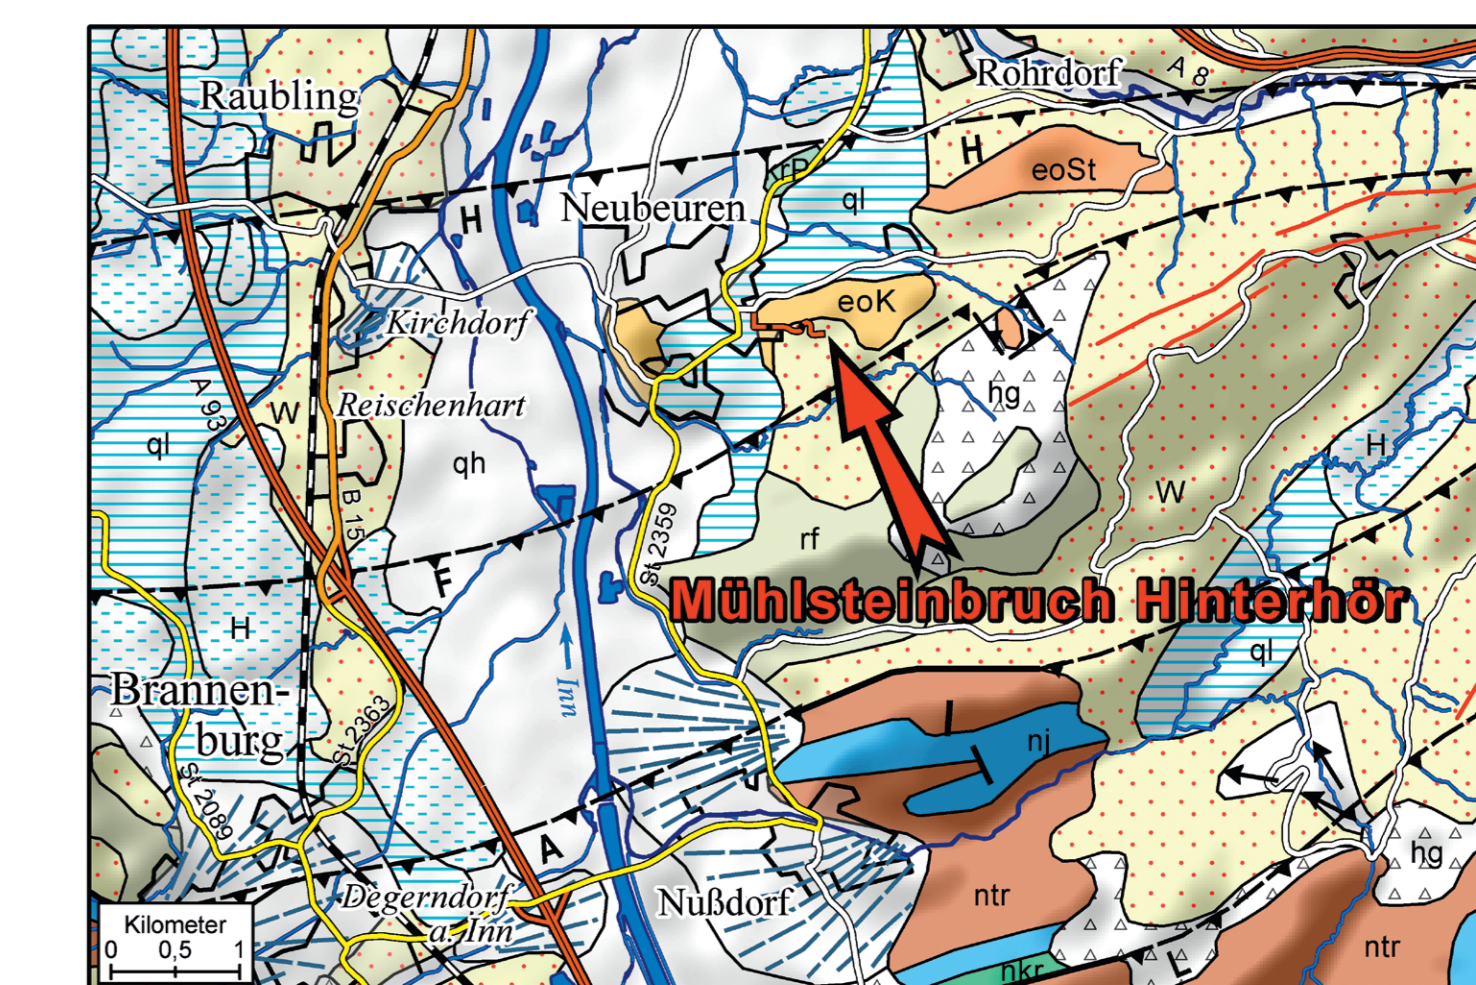 Raubling
Rohrdorf
A 8
H
eoSt
krP
ql
Neubeuren
H
eoK
Kirchdorf
A 93
W
Reischenhart
hg
ql
qh
H
W
B 15
St 2359
rf
F
Mühlsteinbruch Hinterhör
H
ql
Inn
Brannen-
burg
St 2363
nj
St 2089
A
hg
Degerndorf
a. Inn
Nußdorf
ntr
Kilometer
0 0,5 1
ntr
L
nkr